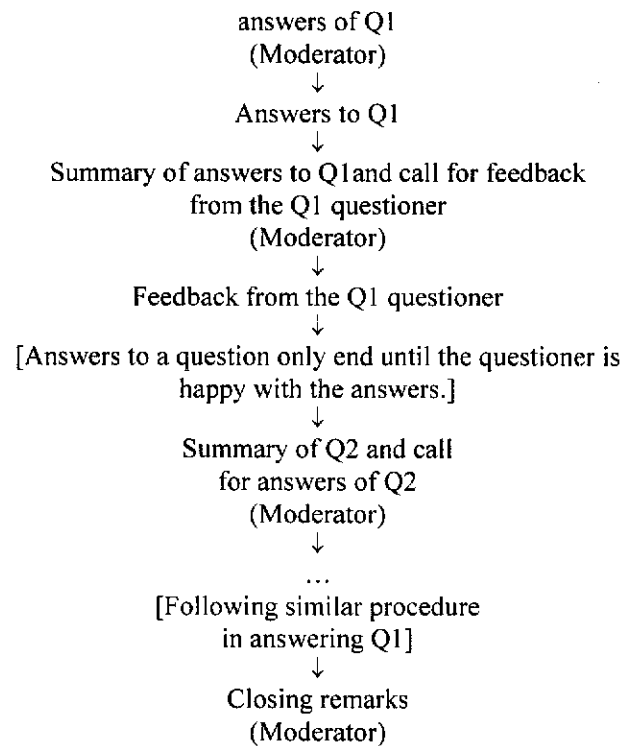 answers of Q1
(Moderator)
↓
Answers to Q1
↓
Summary of answers to Q1and call for feedback
from the Q1 questioner
(Moderator)
↓
Feedback from the Q1 questioner
↓
[Answers to a question only end until the questioner is
happy with the answers.]
↓
Summary of Q2 and call
for answers of Q2
(Moderator)
↓
...
[Following similar procedure
in answering Q1]
↓
Closing remarks
(Moderator)